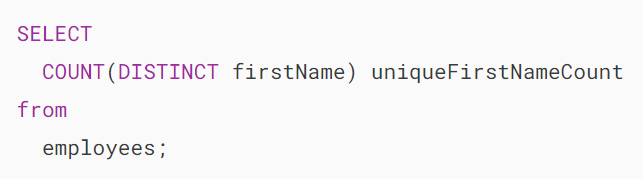 SELECT
COUNT(DISTINCT firstName) uniqueFirstNameCount
from
employees;